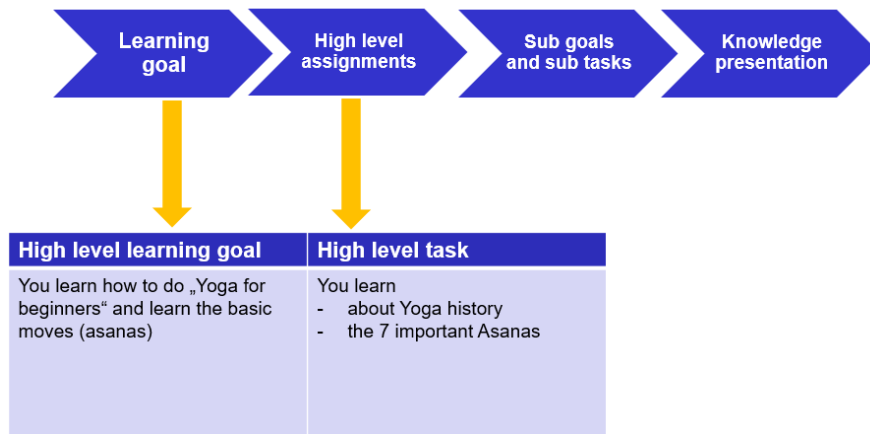 Learning
goal
High level
assignments
Sub goals
and sub tasks
Knowledge
presentation
High level learning goal
High level task
You learn how to do „Yoga for
beginners“ and learn the basic
moves (asanas)
You learn
- about Yoga history
- the 7 important Asanas